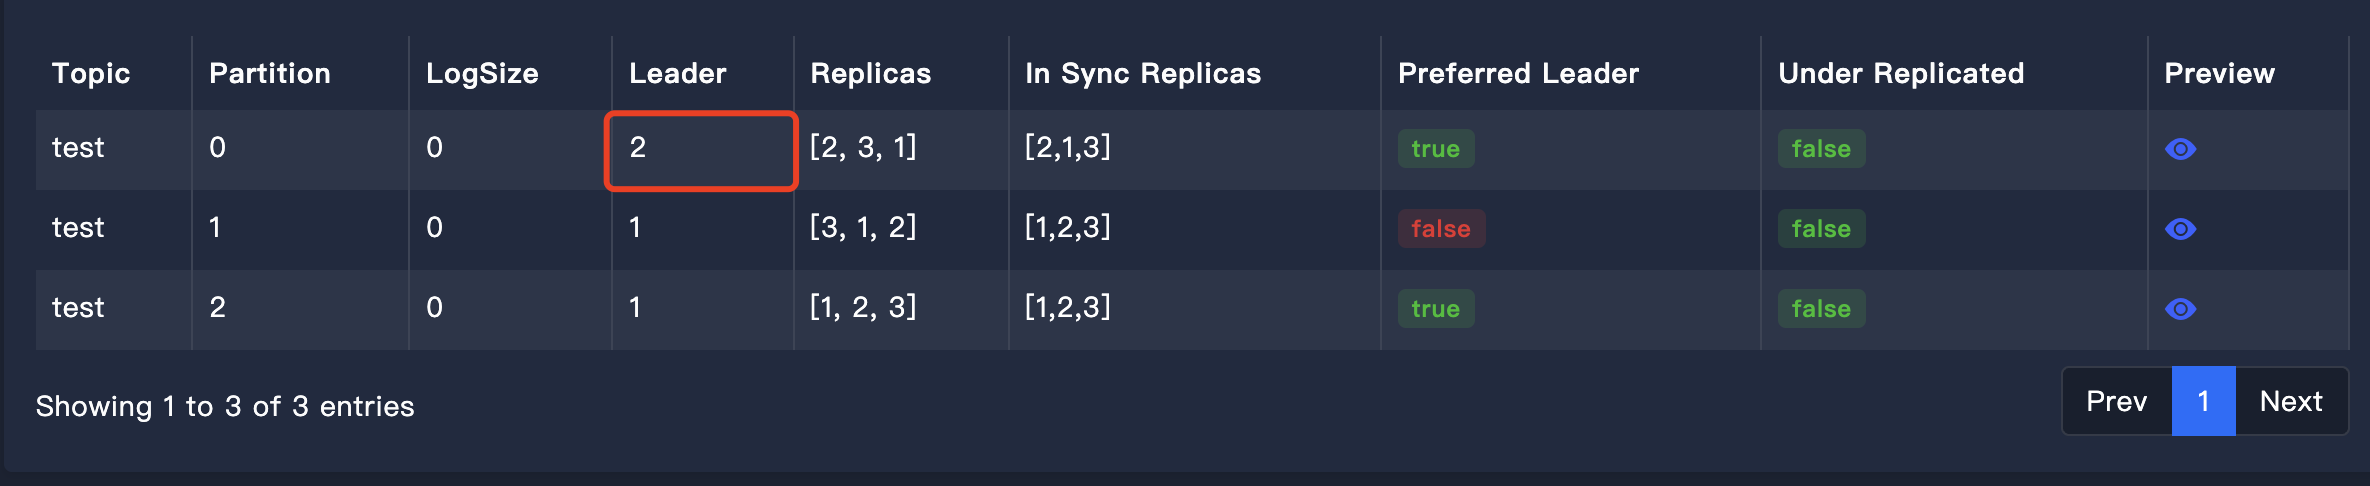 Topic Partition LogSize Leader Replicas In Sync Replicas Preferred Leader Under Replicated Preview
test 0 0 2 [2, 3, 1] [2,1,3] true false
test 1 0 1 [3, 1, 2] [1,2,3] false false
test 2 0 1 [1, 2, 3] [1,2,3] true false
Showing 1 to 3 of 3 entries Prev 1 Next